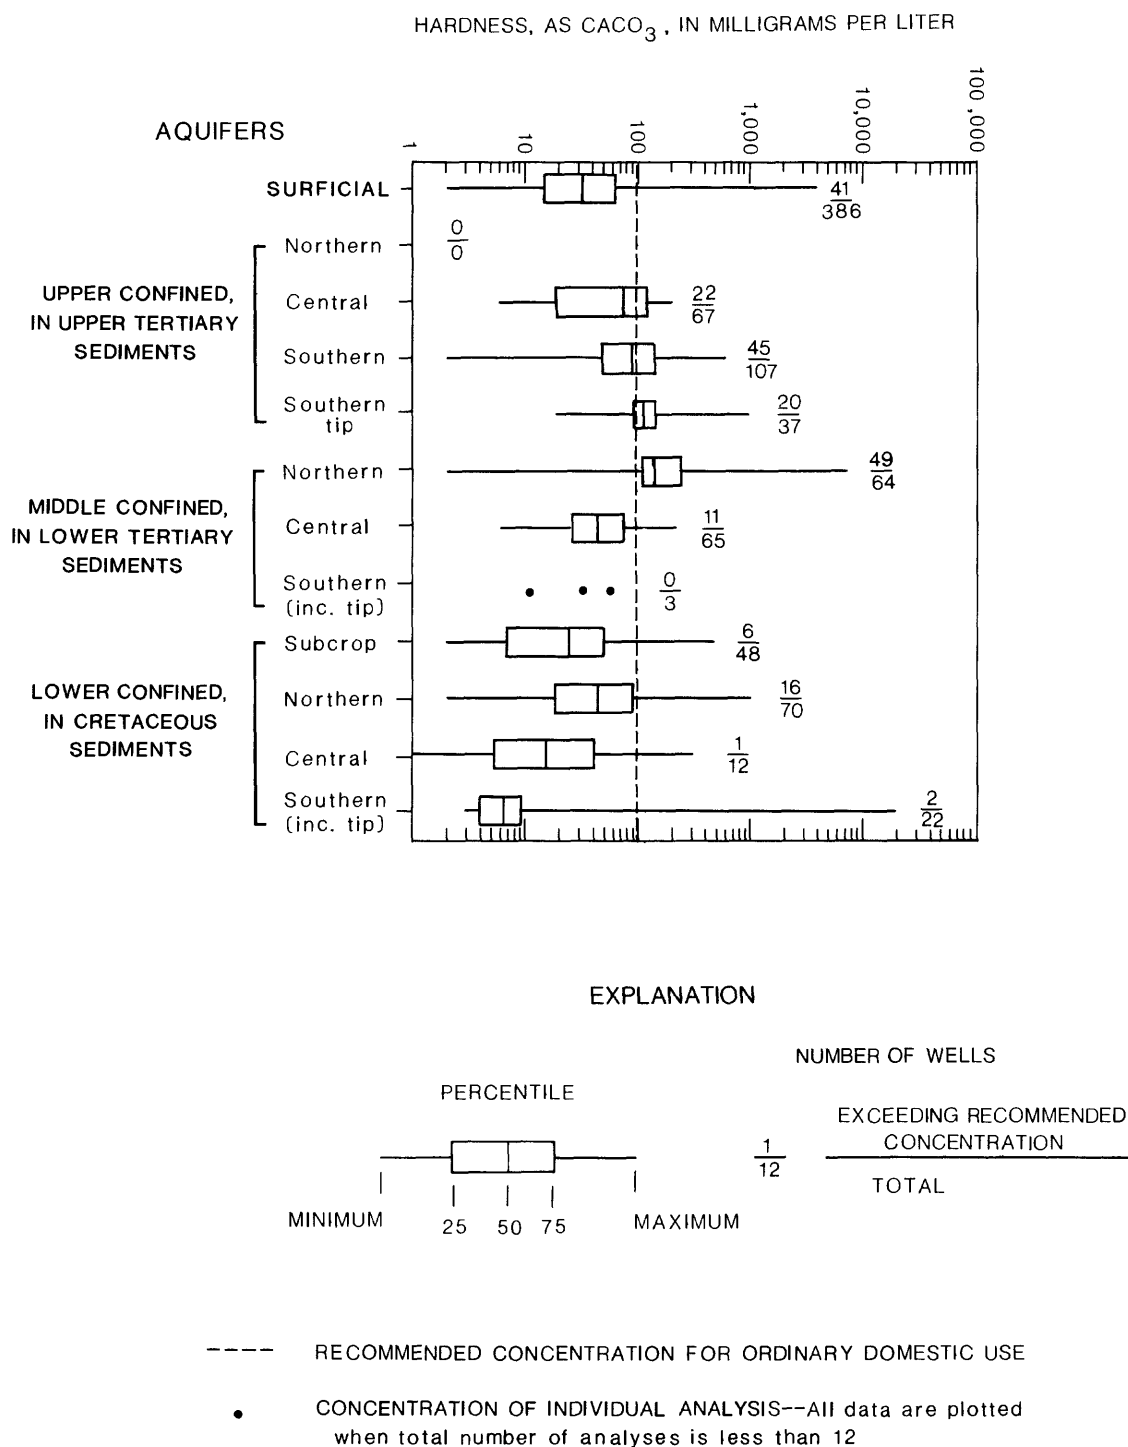 HARDNESS, AS CACO3, IN MILLIGRAMS PER LITER
AQUIFERS
1
10
100
1,000
10,000
100,000
SURFICIAL
41
386
UPPER CONFINED,
IN UPPER TERTIARY
SEDIMENTS
Northern
0
0
Central
22
67
Southern
45
107
Southern
tip
20
37
MIDDLE CONFINED,
IN LOWER TERTIARY
SEDIMENTS
Northern
49
64
Central
11
65
Southern
(inc. tip)
0
3
LOWER CONFINED,
IN CRETACEOUS
SEDIMENTS
Subcrop
6
48
Northern
16
70
Central
1
12
Southern
(inc. tip)
2
22
EXPLANATION
PERCENTILE
MINIMUM
25
50
75
MAXIMUM
NUMBER OF WELLS
1
12
EXCEEDING RECOMMENDED
CONCENTRATION
TOTAL
---- RECOMMENDED CONCENTRATION FOR ORDINARY DOMESTIC USE
• CONCENTRATION OF INDIVIDUAL ANALYSIS--All data are plotted
when total number of analyses is less than 12